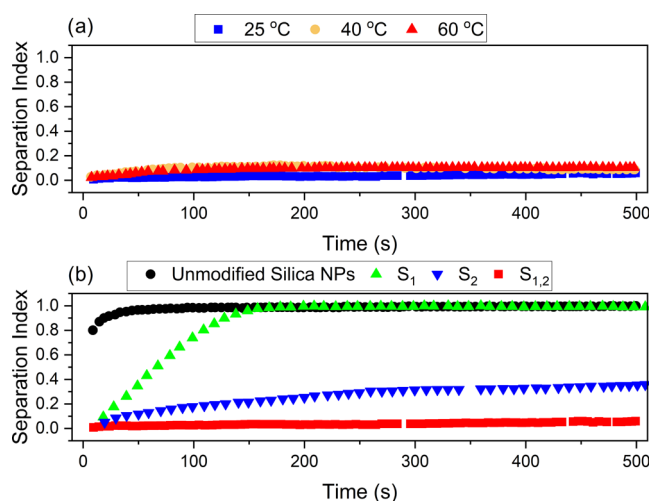 (a)
25 °C 40 °C 60 °C
Separation Index
1.0
0.8
0.6
0.4
0.2
0.0
0 100 200 300 400 500
Time (s)
(b)
Unmodified Silica NPs S₁ S₂ S₁,₂
Separation Index
1.0
0.8
0.6
0.4
0.2
0.0
0 100 200 300 400 500
Time (s)